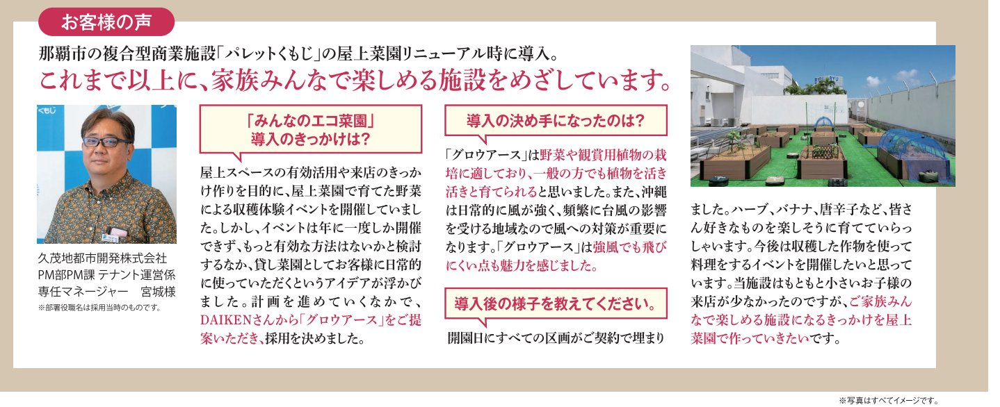 お客様の声
那覇市の複合型商業施設「パレットくもじ」の屋上菜園リニューアル時に導入。
これまで以上に、家族みんなで楽しめる施設をめざしています。
くもじ
久茂地都市開発株式会社
PM部PM課 テナント運営係
専任マネージャー　宮城様
※部署役職名は採用当時のものです。
「みんなのエコ菜園」
導入のきっかけは?
屋上スペースの有効活用や来店のきっか
け作りを目的に、屋上菜園で育てた野菜
による収穫体験イベントを開催していまし
た。しかし、イベントは年に一度しか開催
できず、もっと有効な方法はないかと検討
するなか、貸し菜園としてお客様に日常的
に使っていただくというアイデアが浮かび
ました。計画を進めていくなかで、
DAIKENさんから「グロウアース」をご提
案いただき、採用を決めました。
導入の決め手になったのは?
「グロウアース」は野菜や観賞用植物の栽
培に適しており、一般の方でも植物を活き
活きと育てられると思いました。また、沖縄
は日常的に風が強く、頻繁に台風の影響
を受ける地域なので風への対策が重要に
なります。「グロウアース」は強風でも飛び
にくい点も魅力を感じました。
導入後の様子を教えてください。
開園日にすべての区画がご契約で埋まり
RYU RYU
ました。ハーブ、バナナ、唐辛子など、皆さ
ん好きなものを楽しそうに育てていらっ
しゃいます。今後は収穫した作物を使って
料理をするイベントを開催したいと思って
います。当施設はもともと小さいお子様の
来店が少なかったのですが、ご家族みん
なで楽しめる施設になるきっかけを屋上
菜園で作っていきたいです。
※写真はすべてイメージです。